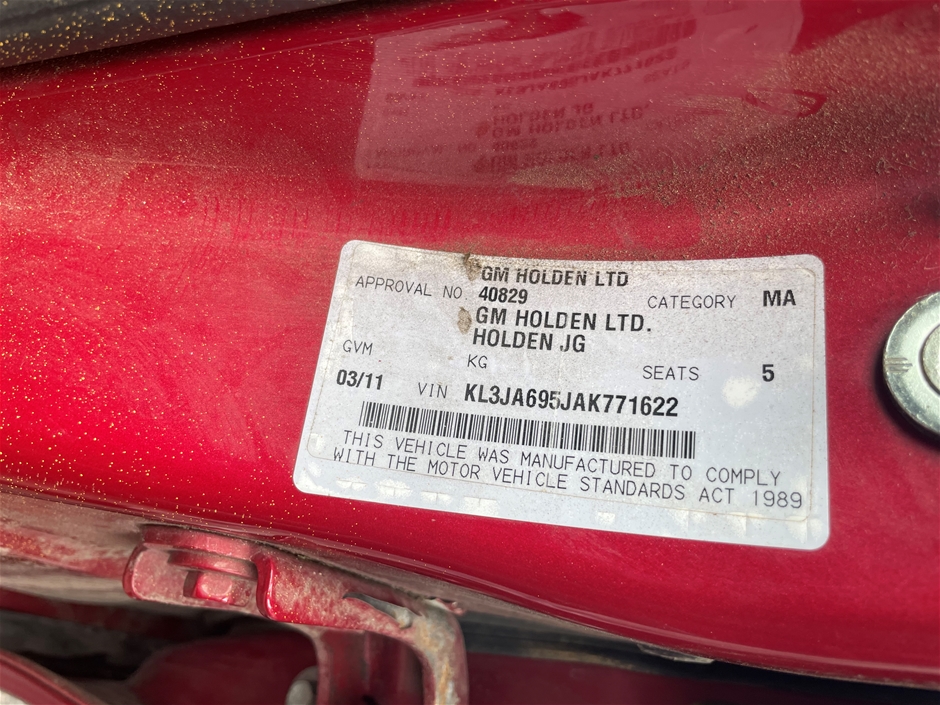 GM HOLDEN LTD
APPROVAL NO. 40829 CATEGORY MA
GM HOLDEN LTD.
HOLDEN JG
GVM KG SEATS 5
03/11 VIN KL3JA695JAK771622
THIS VEHICLE WAS MANUFACTURED TO COMPLY
WITH THE MOTOR VEHICLE STANDARDS ACT 1989